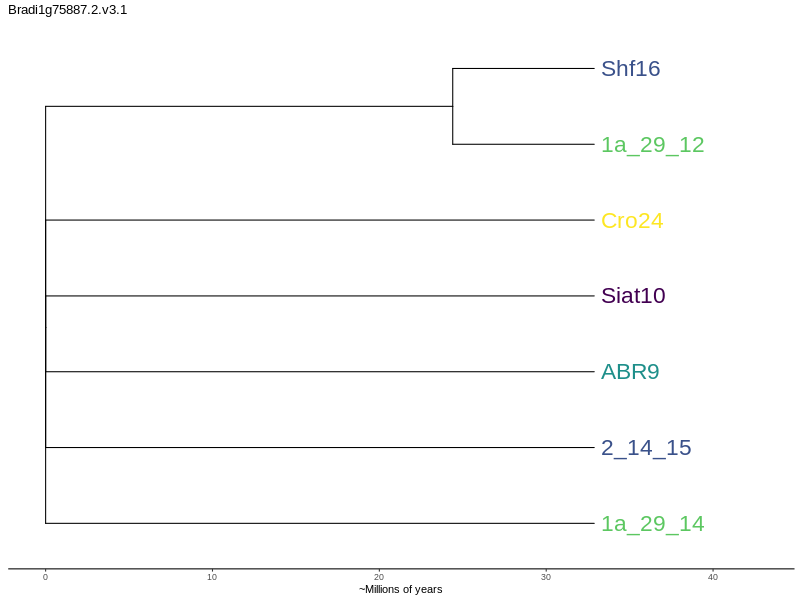 Bradi1g75887.2.v3.1
Shf16
1a_29_12
Cro24
Siat10
ABR9
2_14_15
1a_29_14
0 10 20 30 40
~Millions of years